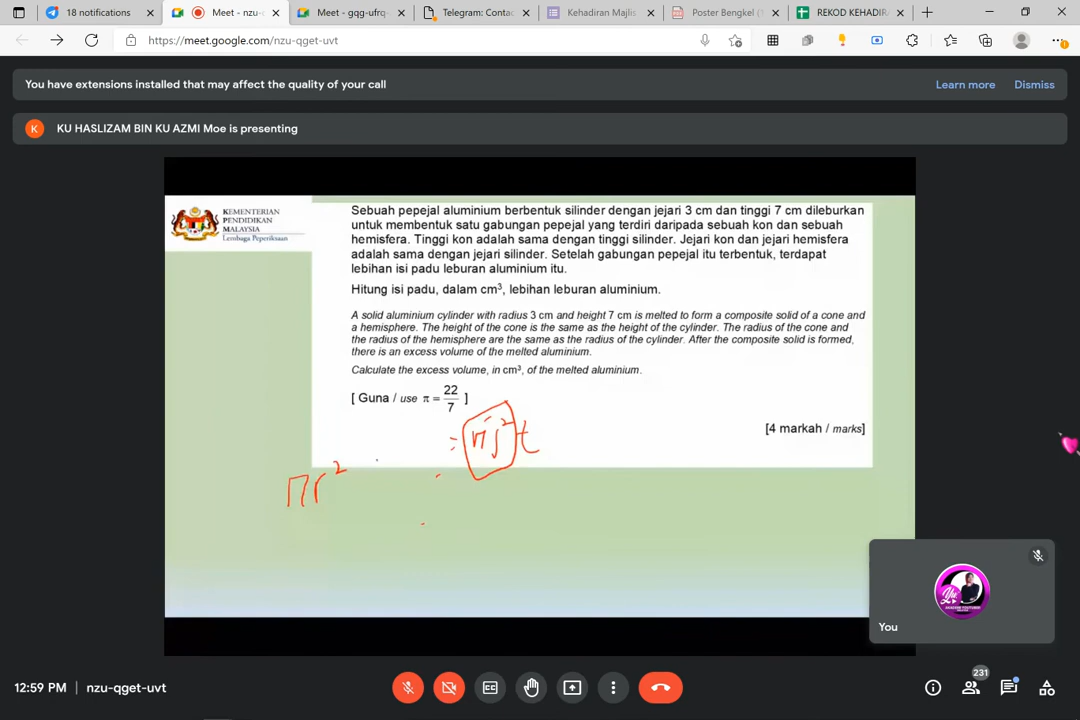 18 notifications
Meet - nzu-
Meet - gqg-ufrq-
Telegram: Contac
Kehadiran Majlis
Poster Bengkel (
REKOD KEHADIRA
https://meet.google.com/nzu-qget-uvt
You have extensions installed that may affect the quality of your call
Learn more
Dismiss
K
KU HASLIZAM BIN KU AZMI Moe is presenting
KEMENTERIAN
PENDIDIKAN
MALAYSIA
Lembaga Peperiksaan
Sebuah pepejal aluminium berbentuk silinder dengan jejari 3 cm dan tinggi 7 cm dileburkan
untuk membentuk satu gabungan pepejal yang terdiri daripada sebuah kon dan sebuah
hemisfera. Tinggi kon adalah sama dengan tinggi silinder. Jejari kon dan jejari hemisfera
adalah sama dengan jejari silinder. Setelah gabungan pepejal itu terbentuk, terdapat
lebihan isi padu leburan aluminium itu.
Hitung isi padu, dalam cm³, lebihan leburan aluminium.
A solid aluminium cylinder with radius 3 cm and height 7 cm is melted to form a composite solid of a cone and
a hemisphere. The height of the cone is the same as the height of the cylinder. The radius of the cone and
the radius of the hemisphere are the same as the radius of the cylinder. After the composite solid is formed,
there is an excess volume of the melted aluminium.
Calculate the excess volume, in cm³, of the melted aluminium.
[ Guna / use π = 22/7 ]
[4 markah / marks]
= πj² t
πr²
You
12:59 PM | nzu-qget-uvt
231